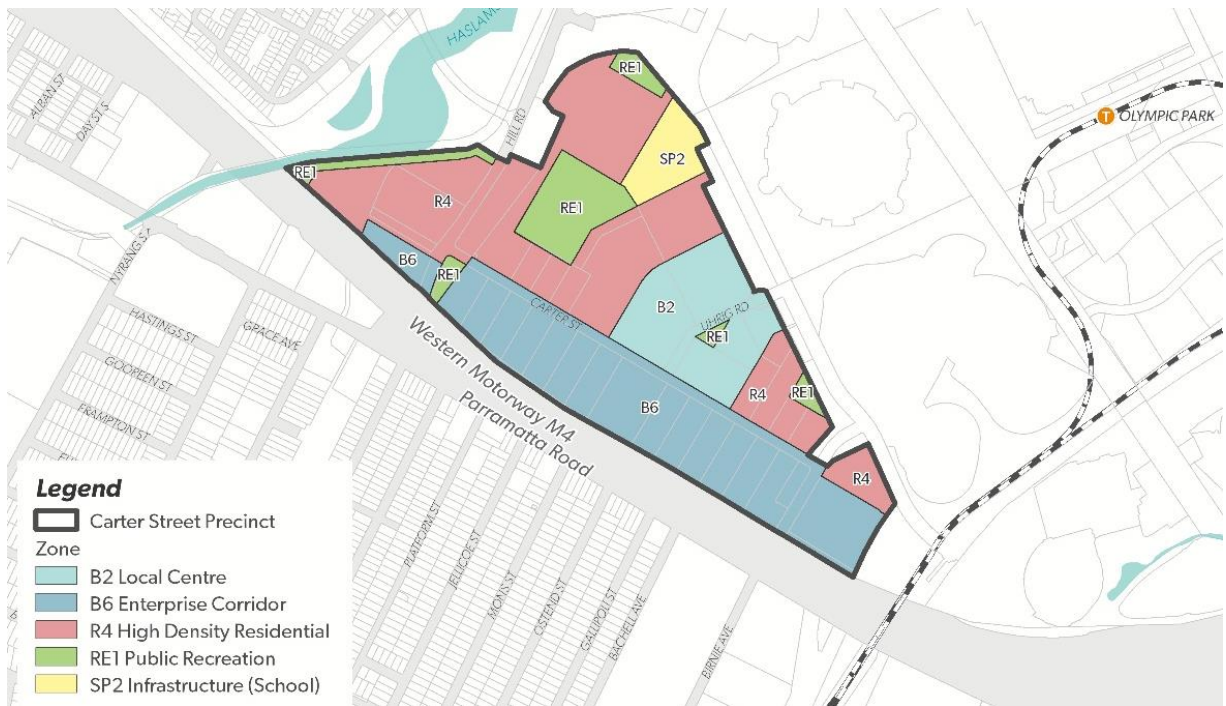 HASLAMS
ALBAN ST
DAY ST S
HILL RD
RE1
OLYMPIC PARK
T
SP2
RE1
R4
RE1
NYRANG ST
B6
RE1
CARTER ST
B2
UHRIG RD
RE1
HASTINGS ST
GRACE AVE
GOOREEN ST
FRAMPTON ST
Western Motorway M4
Parramatta Road
B6
R4
RE1
R4
PLATFORM ST
JELLICOE ST
MONS ST
OSTEND ST
GALLIPOLI ST
BACHELL AVE
BIRNIE AVE
Legend
Carter Street Precinct
Zone
B2 Local Centre
B6 Enterprise Corridor
R4 High Density Residential
RE1 Public Recreation
SP2 Infrastructure (School)